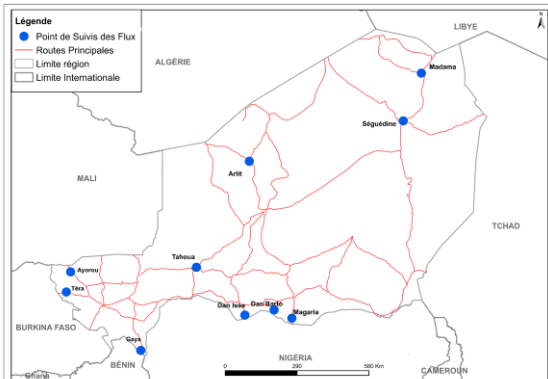 Légende
Point de Suivis des Flux
Routes Principales
Limite région
Limite Internationale
N
LIBYE
ALGÉRIE
Madama
Séguédine
Arlit
MALI
TCHAD
Tahoua
Ayorou
Téra
Dan Issa
Dan Barto
Magaria
BURKINA FASO
Gaya
BÉNIN
NIGÉRIA
Ghana
CAMEROUN
0 290 580 Km